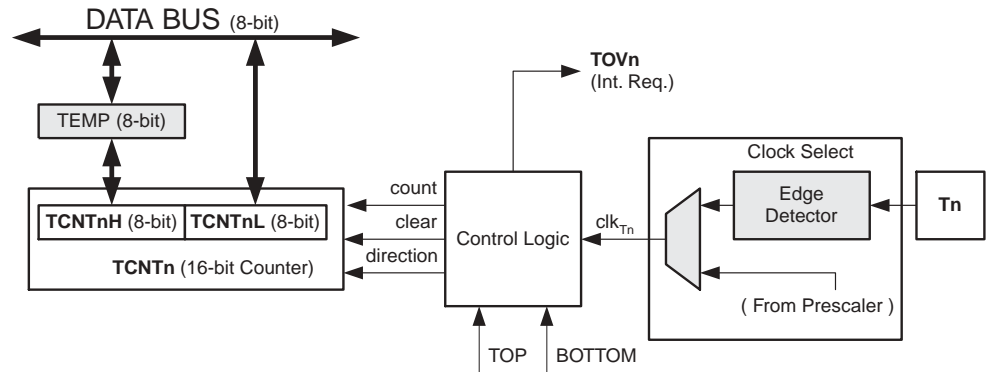 DATA BUS (8-bit)
TEMP (8-bit)
TCNTnH (8-bit) TCNTnL (8-bit)
TCNTn (16-bit Counter)
count
clear
direction
Control Logic
TOVn
(Int. Req.)
TOP
BOTTOM
clkTn
Clock Select
Edge
Detector
( From Prescaler )
Tn